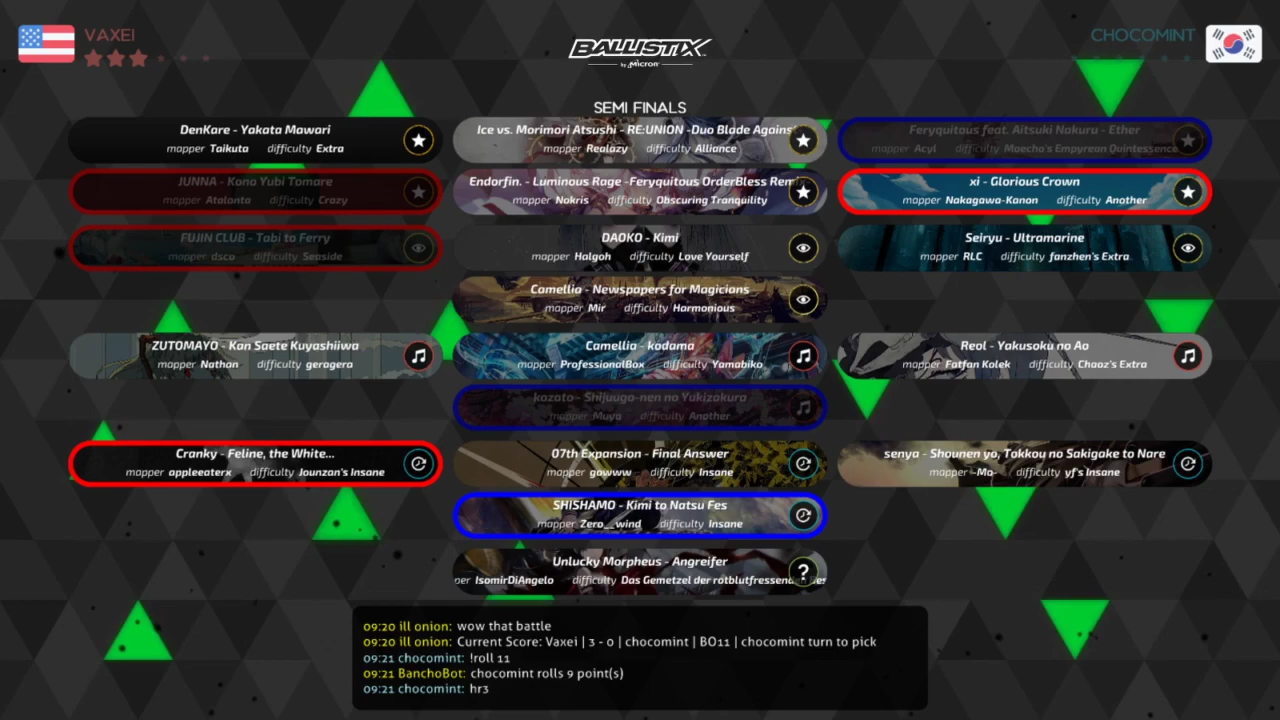 VAXEI
CHOCOMINT
BALLISTIX
by Micron
SEMI FINALS
DenKare - Yakata Mawari
mapper Taikuta difficulty Extra
Ice vs. Morimori Atsushi - RE:UNION -Duo Blade Agains
mapper Realazy difficulty Alliance
Feryquitous feat. Aitsuki Nakuru - Ether
mapper Acyl difficulty Moecho's Empyrean Quintessence
JUNNA - Kono Yubi Tomare
mapper Atalanta difficulty Crazy
Endorfin. - Luminous Rage -Feryquitous OrderBless Rem
mapper Nokris difficulty Obscuring Tranquility
xi - Glorious Crown
mapper Nakagawa-Kanon difficulty Another
FUJIN CLUB - Tabi to Ferry
mapper dsco difficulty Seaside
DAOKO - Kimi
mapper Halgoh difficulty Love Yourself
Seiryu - Ultramarine
mapper RLC difficulty fanzhen's Extra
Camellia - Newspapers for Magicians
mapper Mir difficulty Harmonious
ZUTOMAYO - Kan Saete Kuyashiiwa
mapper Nathan difficulty geragera
Camellia - kodama
mapper ProfessionalBox difficulty Yamabiko
Reol - Yakusoku no Ao
mapper Fatfan Kolek difficulty Chaoz's Extra
kozato - Shijuugo-nen no Yukizakura
mapper Muya difficulty Another
Cranky - Feline, the White...
mapper appleeaterx difficulty Jounzan's Insane
07th Expansion - Final Answer
mapper gowww difficulty Insane
senya - Shounen yo, Tokkou no Sakigake to Nare
mapper -Mo- difficulty yf's Insane
SHISHAMO - Kimi to Natsu Fes
mapper Zero__wind difficulty Insane
Unlucky Morpheus - Angreifer
per IsomirDiAngelo difficulty Das Gemetzel der rotblutfressend
?
09:20 ill onion: wow that battle
09:20 ill onion: Current Score: Vaxei | 3 - 0 | chocomint | BO11 | chocomint turn to pick
09:21 chocomint: !roll 11
09:21 BanchoBot: chocomint rolls 9 point(s)
09:21 chocomint: hr3